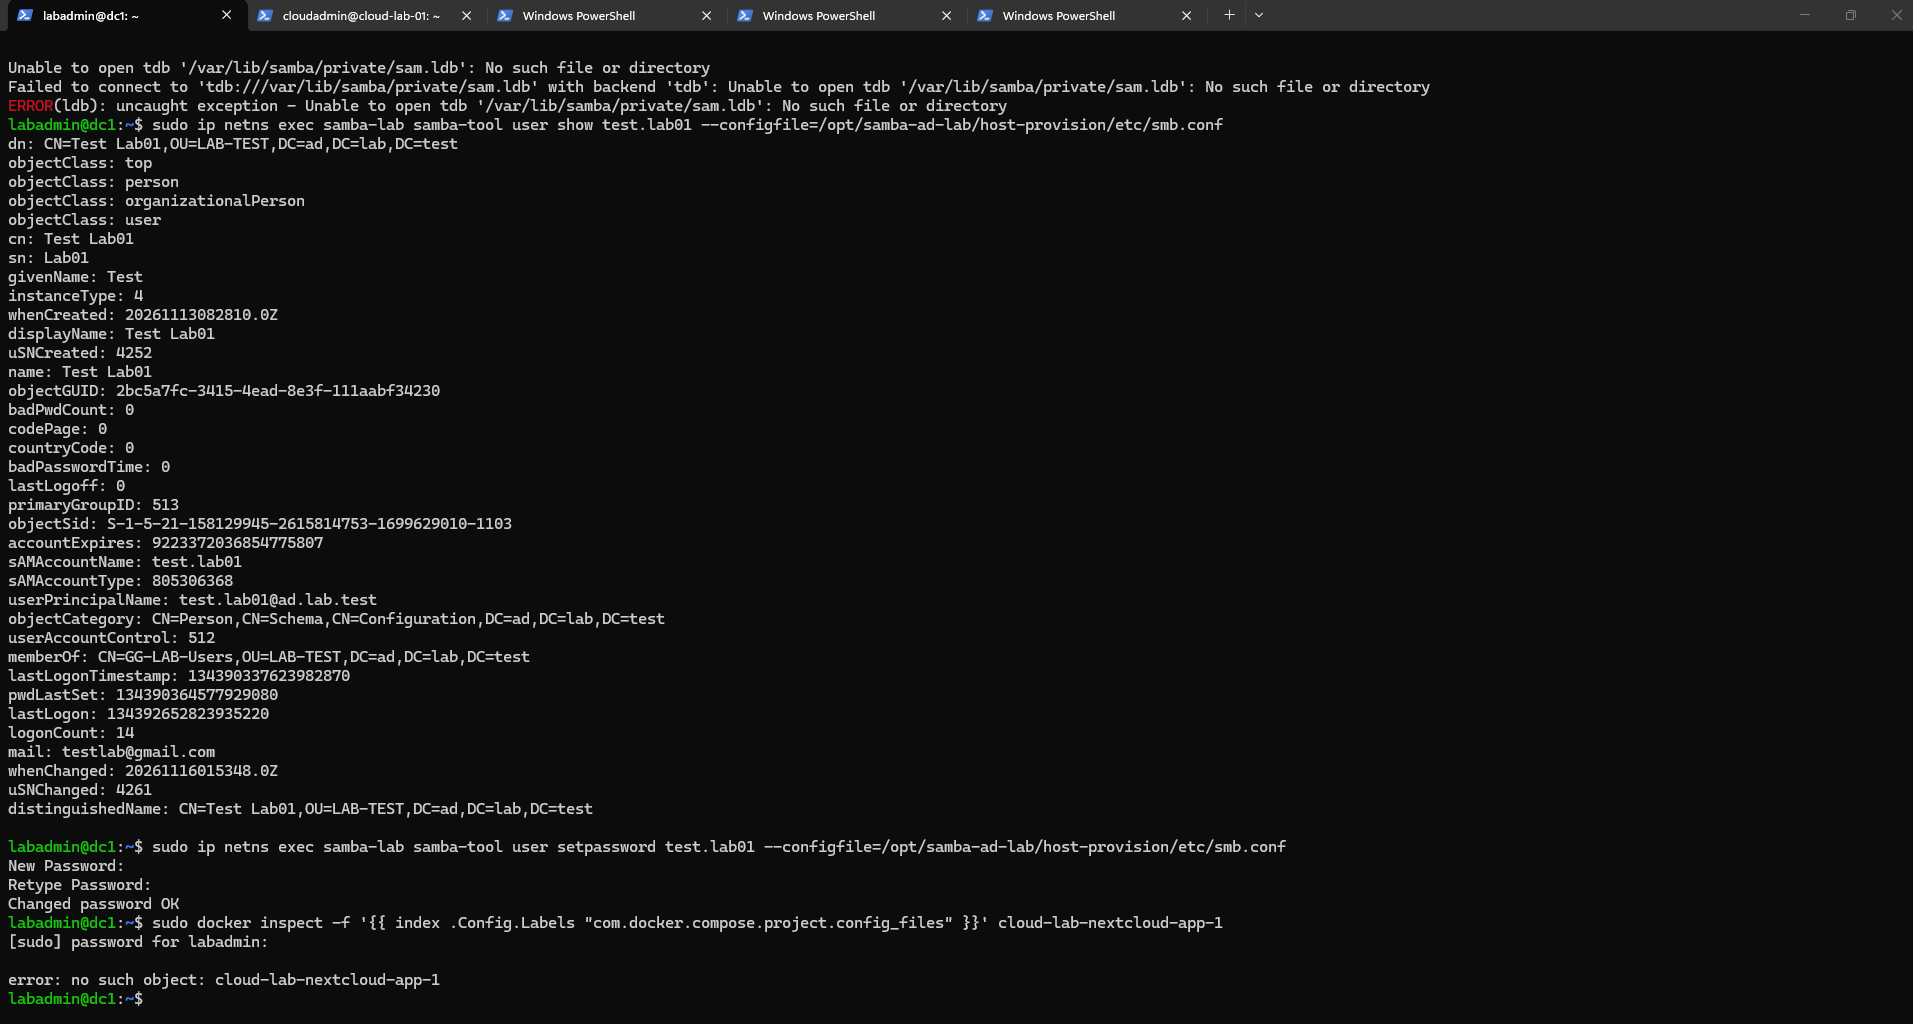 labadmin@dc1: ~
cloudadmin@cloud-lab-01: ~
Windows PowerShell
Windows PowerShell
Windows PowerShell
Unable to open tdb '/var/lib/samba/private/sam.ldb': No such file or directory
Failed to connect to 'tdb:///var/lib/samba/private/sam.ldb' with backend 'tdb': Unable to open tdb '/var/lib/samba/private/sam.ldb': No such file or directory
ERROR(ldb): uncaught exception - Unable to open tdb '/var/lib/samba/private/sam.ldb': No such file or directory
labadmin@dc1:~$ sudo ip netns exec samba-lab samba-tool user show test.lab01 --configfile=/opt/samba-ad-lab/host-provision/etc/smb.conf
dn: CN=Test Lab01,OU=LAB-TEST,DC=ad,DC=lab,DC=test
objectClass: top
objectClass: person
objectClass: organizationalPerson
objectClass: user
cn: Test Lab01
sn: Lab01
givenName: Test
instanceType: 4
whenCreated: 20261113082810.0Z
displayName: Test Lab01
uSNCreated: 4252
name: Test Lab01
objectGUID: 2bc5a7fc-3415-4ead-8e3f-111aabf34230
badPwdCount: 0
codePage: 0
countryCode: 0
badPasswordTime: 0
lastLogoff: 0
primaryGroupID: 513
objectSid: S-1-5-21-158129945-2615814753-1699629010-1103
accountExpires: 9223372036854775807
sAMAccountName: test.lab01
sAMAccountType: 805306368
userPrincipalName: test.lab01@ad.lab.test
objectCategory: CN=Person,CN=Schema,CN=Configuration,DC=ad,DC=lab,DC=test
userAccountControl: 512
memberOf: CN=GG-LAB-Users,OU=LAB-TEST,DC=ad,DC=lab,DC=test
lastLogonTimestamp: 134390337623982870
pwdLastSet: 134390364577929080
lastLogon: 134392652823935220
logonCount: 14
mail: testlab@gmail.com
whenChanged: 20261116015348.0Z
uSNChanged: 4261
distinguishedName: CN=Test Lab01,OU=LAB-TEST,DC=ad,DC=lab,DC=test
labadmin@dc1:~$ sudo ip netns exec samba-lab samba-tool user setpassword test.lab01 --configfile=/opt/samba-ad-lab/host-provision/etc/smb.conf
New Password:
Retype Password:
Changed password OK
labadmin@dc1:~$ sudo docker inspect -f '{{ index .Config.Labels "com.docker.compose.project.config_files" }}' cloud-lab-nextcloud-app-1
[sudo] password for labadmin:
error: no such object: cloud-lab-nextcloud-app-1
labadmin@dc1:~$